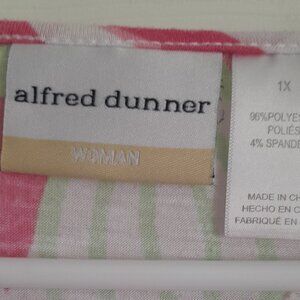 alfred dunner
WOMAN
1X
96% POLYES
POLIÉS
4% SPANDE
MADE IN CH
HECHO EN C
FABRIQUÉ EN